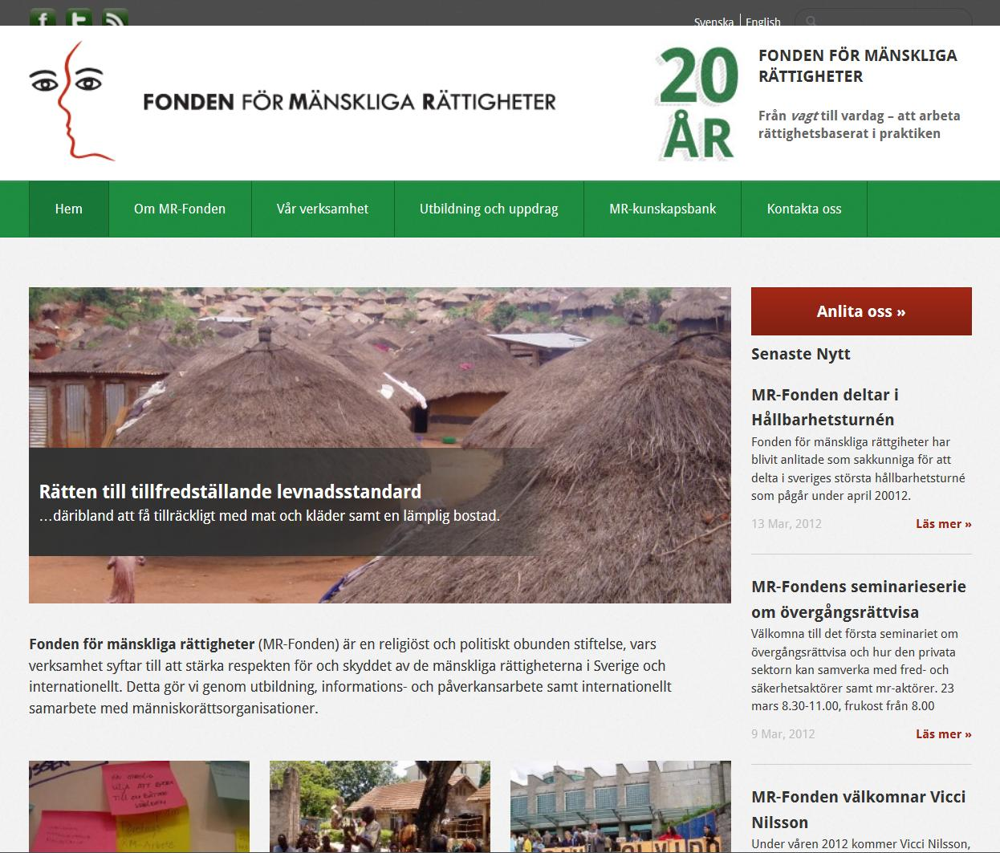 Svenska
English
FONDEN FÖR MÄNSKLIGA RÄTTIGHETER
20
ÅR
FONDEN FÖR MÄNSKLIGA
RÄTTIGHETER
Från vagt till vardag – att arbeta
rättighetsbaserat i praktiken
Hem
Om MR-Fonden
Vår verksamhet
Utbildning och uppdrag
MR-kunskapsbank
Kontakta oss
Rätten till tillfredställande levnadsstandard
…däribland att få tillräckligt med mat och kläder samt en lämplig bostad.
Fonden för mänskliga rättigheter (MR-Fonden) är en religiöst och politiskt obunden stiftelse, vars
verksamhet syftar till att stärka respekten för och skyddet av de mänskliga rättigheterna i Sverige och
internationellt. Detta gör vi genom utbildning, informations- och påverkansarbete samt internationellt
samarbete med människorättsorganisationer.
Anlita oss »
Senaste Nytt
MR-Fonden deltar i
Hållbarhetsturnén
Fonden för mänskliga rättgiheter har
blivit anlitade som sakkunniga för att
delta i sveriges största hållbarhetsturné
som pågår under april 20012.
13 Mar, 2012
Läs mer »
MR-Fondens seminarieserie
om övergångsrättvisa
Välkomna till det första seminariet om
övergångsrättvisa och hur den privata
sektorn kan samverka med fred- och
säkerhetsaktörer samt mr-aktörer. 23
mars 8.30-11.00, frukost från 8.00
9 Mar, 2012
Läs mer »
MR-Fonden välkomnar Vicci
Nilsson
Under våren 2012 kommer Vicci Nilsson,